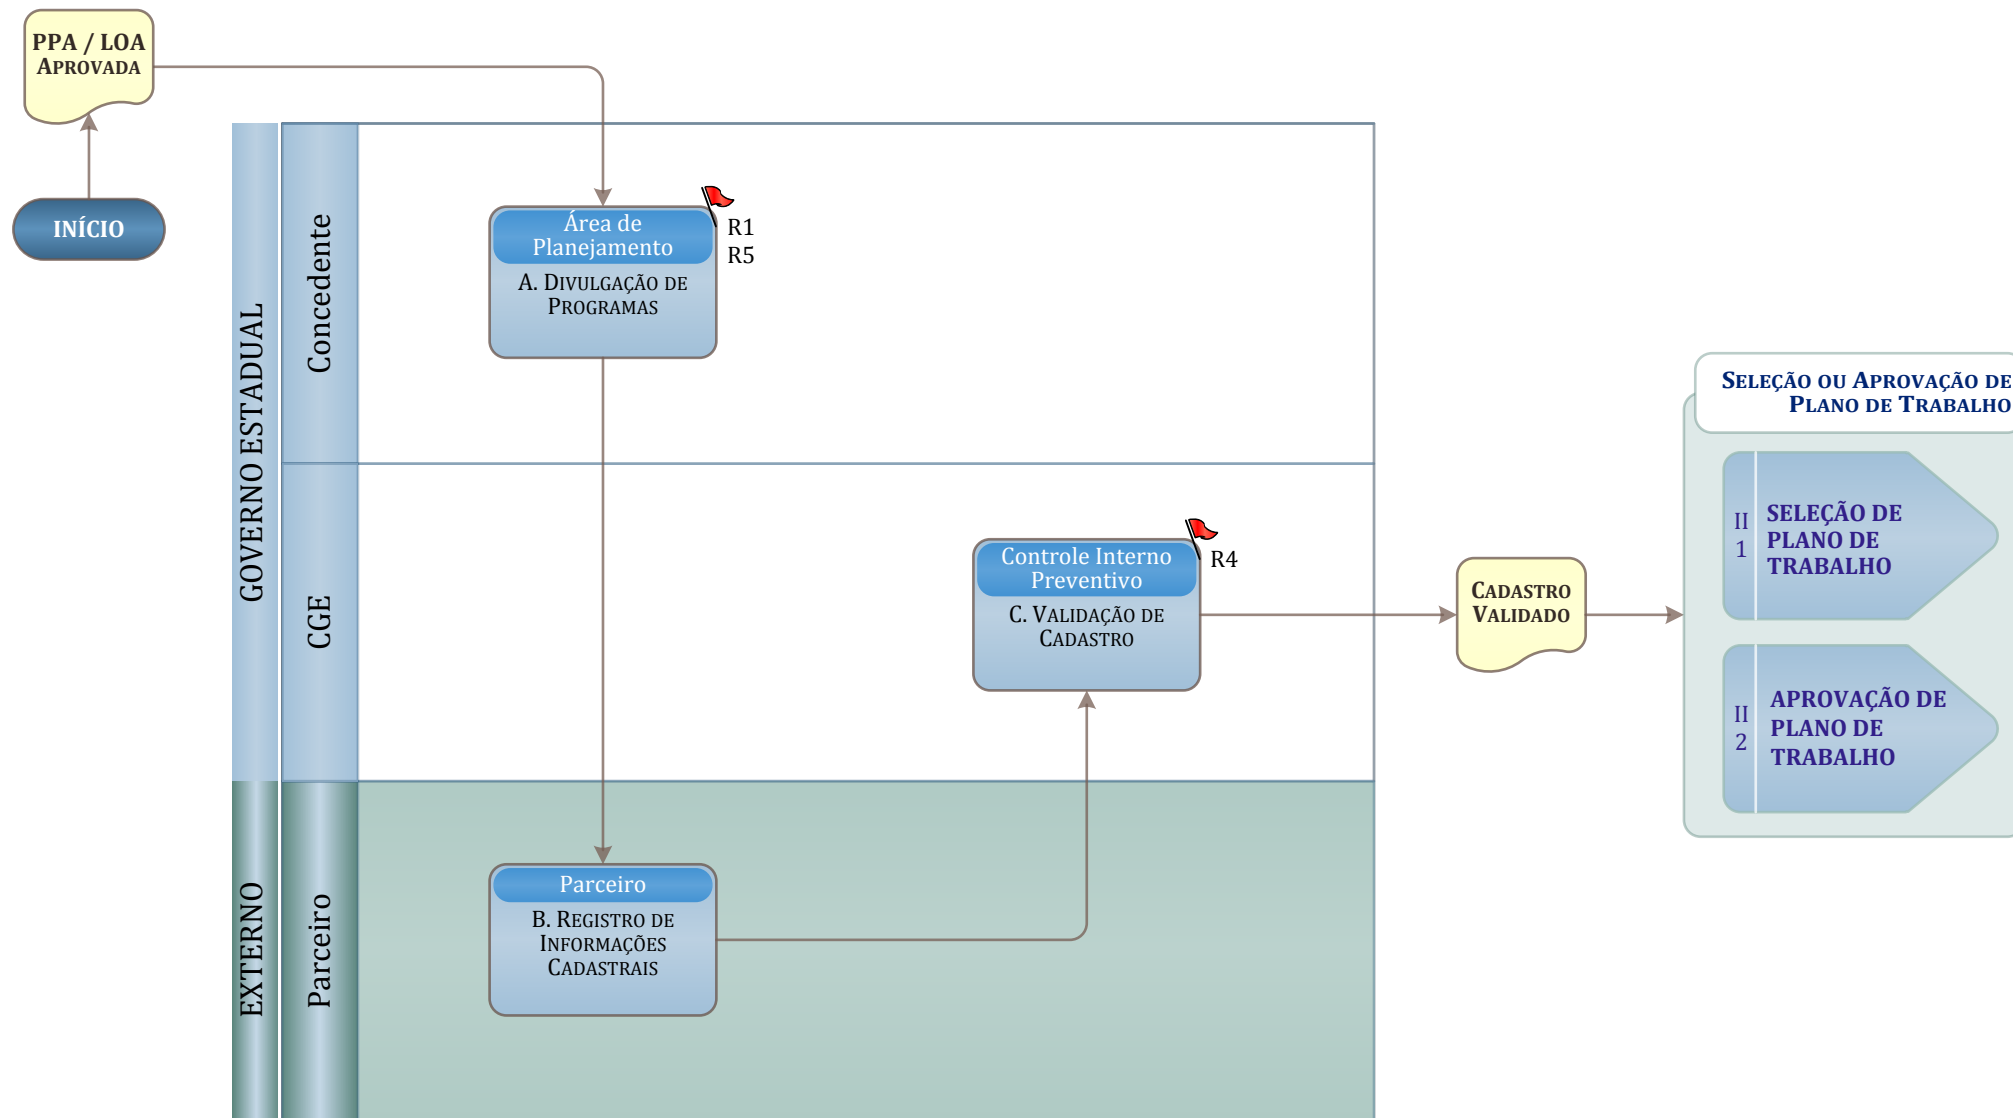 PPA / LOA
APROVADA
INÍCIO
GOVERNO ESTADUAL
Concedente
Área de
Planejamento
A. DIVULGAÇÃO DE
PROGRAMAS
R1
R5
CGE
Controle Interno
Preventivo
C. VALIDAÇÃO DE
CADASTRO
R4
CADASTRO
VALIDADO
SELEÇÃO OU APROVAÇÃO DE
PLANO DE TRABALHO
II
1
SELEÇÃO DE
PLANO DE
TRABALHO
II
2
APROVAÇÃO DE
PLANO DE
TRABALHO
EXTERNO
Parceiro
Parceiro
B. REGISTRO DE
INFORMAÇÕES
CADASTRAIS